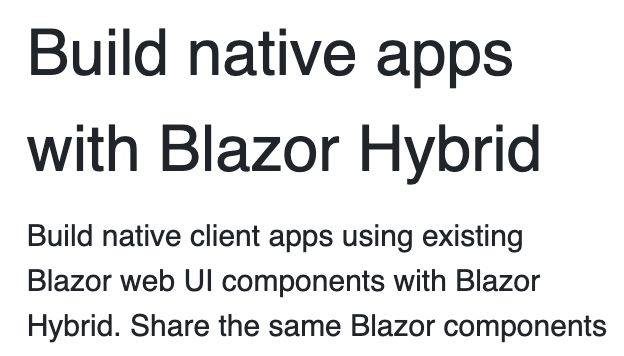 Build native apps
with Blazor Hybrid
Build native client apps using existing
Blazor web UI components with Blazor
Hybrid. Share the same Blazor components